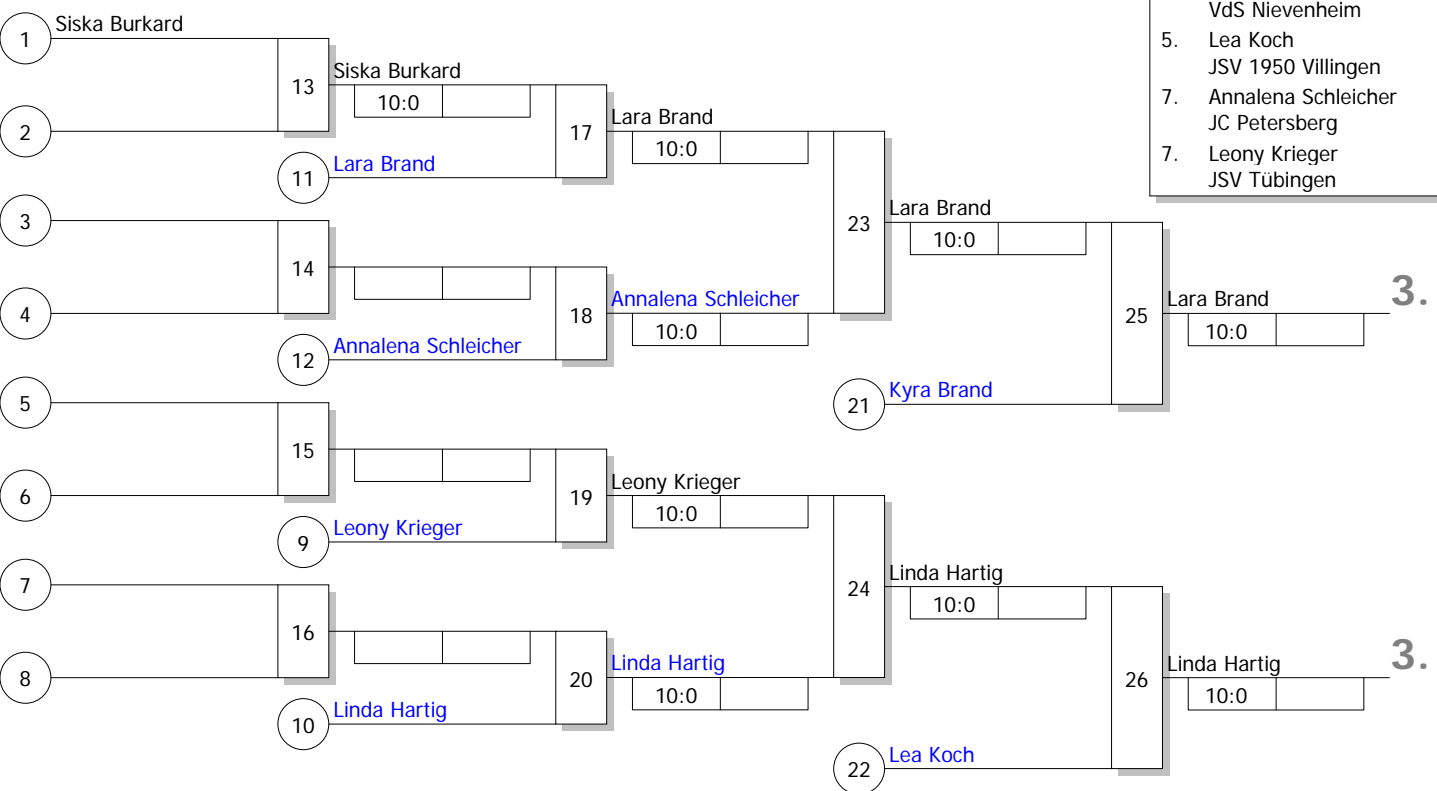 VdS Nievenheim
5. Lea Koch
JSV 1950 Villingen
7. Annalena Schleicher
JC Petersberg
7. Leony Krieger
JSV Tübingen
1 Siska Burkard
2
13 Siska Burkard
10:0
11 Lara Brand
17 Lara Brand
10:0
3
4
14
12 Annalena Schleicher
18 Annalena Schleicher
10:0
23 Lara Brand
10:0
21 Kyra Brand
25 Lara Brand
10:0
3.
5
6
15
9 Leony Krieger
19 Leony Krieger
10:0
7
8
16
10 Linda Hartig
20 Linda Hartig
10:0
24 Linda Hartig
10:0
22 Lea Koch
26 Linda Hartig
10:0
3.